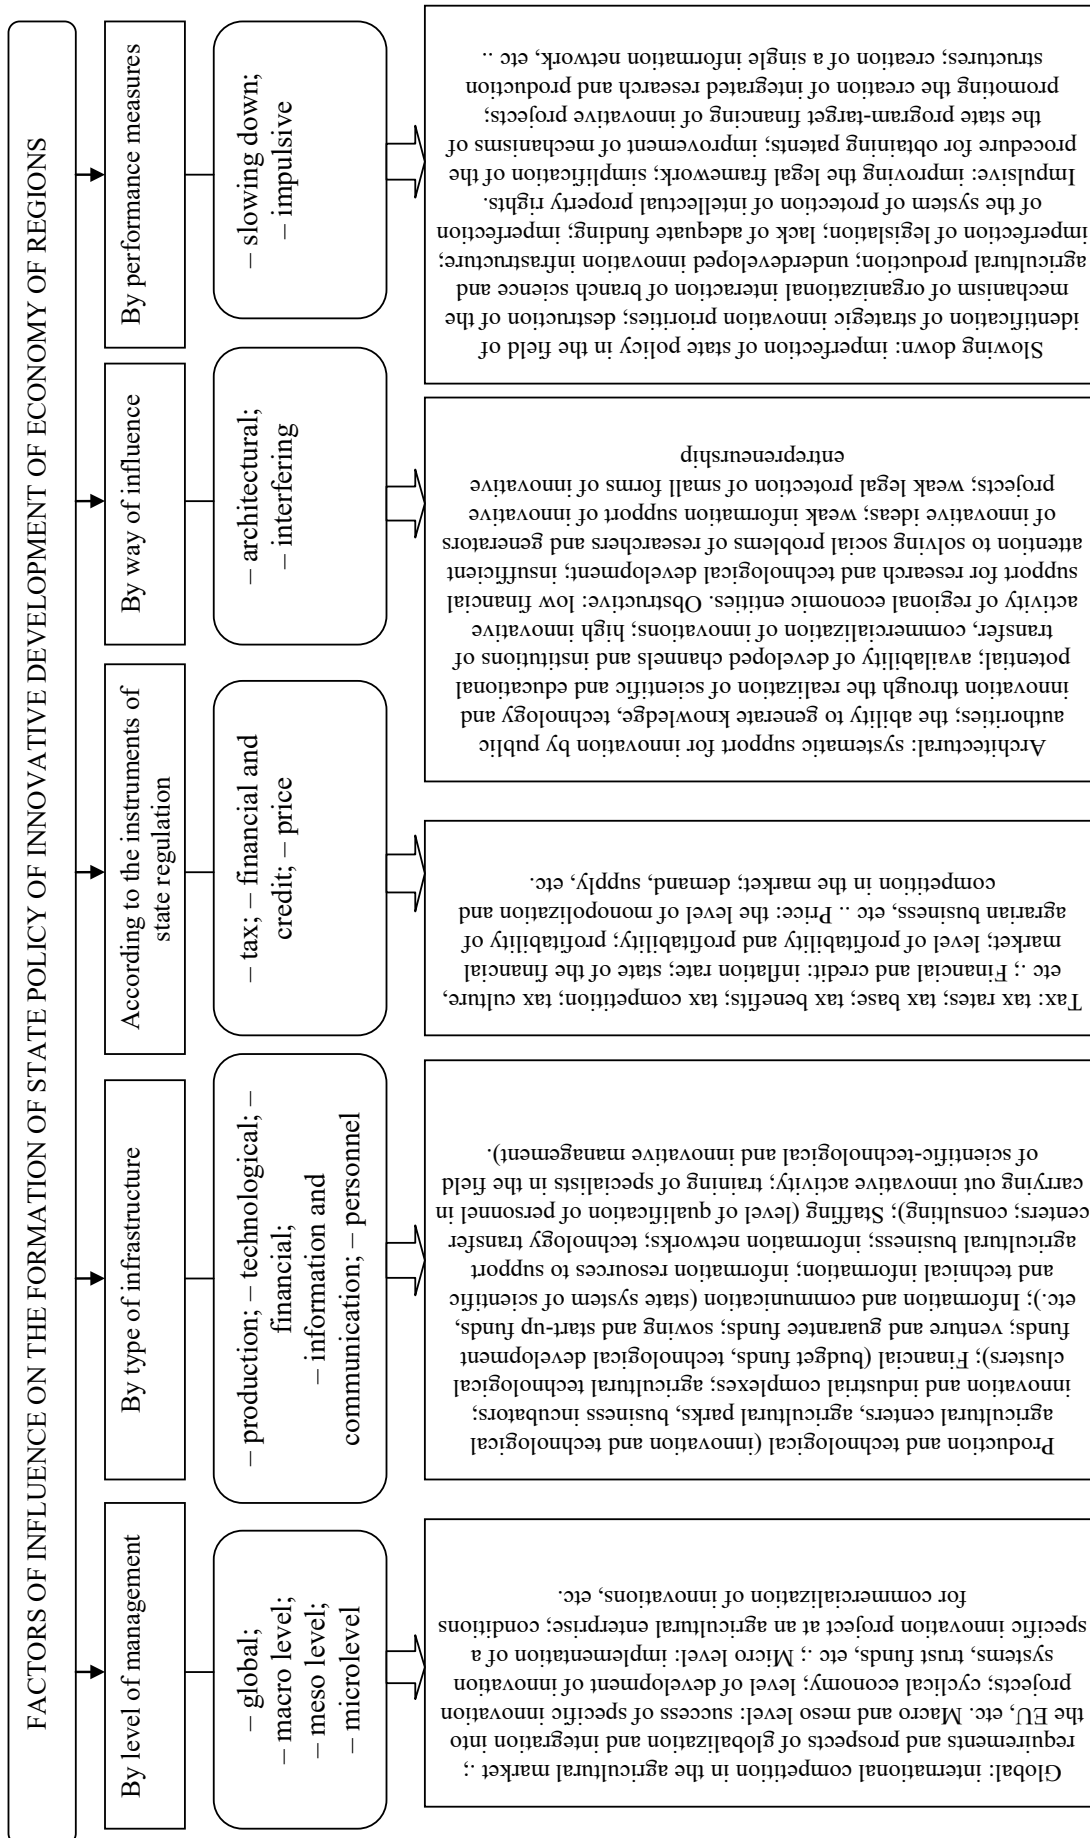 FACTORS OF INFLUENCE ON THE FORMATION OF STATE POLICY OF INNOVATIVE DEVELOPMENT OF ECONOMY OF REGIONS
By level of management
– global;
– macro level;
– meso level;
– microlevel
Global: international competition in the agricultural market .;
requirements and prospects of globalization and integration into
the EU, etc. Macro and meso level: success of specific innovation
projects; cyclical economy; level of development of innovation
systems, trust funds, etc .; Micro level: implementation of a
specific innovation project at an agricultural enterprise; conditions
for commercialization of innovations, etc.
By type of infrastructure
– production; – technological; –
financial;
– information and
communication; – personnel
Production and technological (innovation and technological
agricultural centers, agricultural parks, business incubators;
innovation and industrial complexes; agricultural technological
clusters); Financial (budget funds, technological development
funds; venture and guarantee funds; sowing and start-up funds,
etc.); Information and communication (state system of scientific
and technical information; information resources to support
agricultural business; information networks; technology transfer
centers; consulting); Staffing (level of qualification of personnel in
carrying out innovative activity; training of specialists in the field
of scientific-technological and innovative management).
According to the instruments of
state regulation
– tax; – financial and
credit; – price
Tax: tax rates; tax base; tax benefits; tax competition; tax culture,
etc .; Financial and credit: inflation rate; state of the financial
market; level of profitability and profitability; profitability of
agrarian business, etc .. Price: the level of monopolization and
competition in the market; demand, supply, etc.
By way of influence
– architectural;
– interfering
Architectural: systematic support for innovation by public
authorities; the ability to generate knowledge, technology and
innovation through the realization of scientific and educational
potential; availability of developed channels and institutions of
transfer, commercialization of innovations; high innovative
activity of regional economic entities. Obstructive: low financial
support for research and technological development; insufficient
attention to solving social problems of researchers and generators
of innovative ideas; weak information support of innovative
projects; weak legal protection of small forms of innovative
entrepreneurship
By performance measures
– slowing down;
– impulsive
Slowing down: imperfection of state policy in the field of
identification of strategic innovation priorities; destruction of the
mechanism of organizational interaction of branch science and
agricultural production; underdeveloped innovation infrastructure;
imperfection of legislation; lack of adequate funding; imperfection
of the system of protection of intellectual property rights.
Impulsive: improving the legal framework; simplification of the
procedure for obtaining patents; improvement of mechanisms of
the state program-target financing of innovative projects;
promoting the creation of integrated research and production
structures; creation of a single information network, etc ..